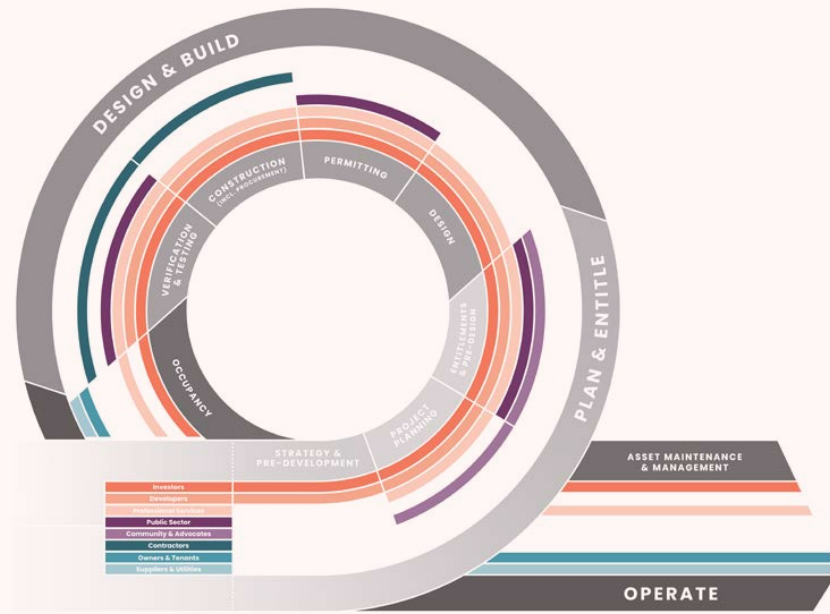 DESIGN & BUILD
PLAN & ENTITLE
CONSTRUCTION
(INCL. PROCUREMENT)
PERMITTING
DESIGN
VERIFICATION
& TESTING
ENTITLEMENTS
& PRE-DESIGN
OCCUPANCY
PROJECT
PLANNING
STRATEGY &
PRE-DEVELOPMENT
ASSET MAINTENANCE
& MANAGEMENT
Investors
Developers
Professional Services
Public Sector
Community & Advocates
Contractors
Owners & Tenants
Suppliers & Utilities
OPERATE